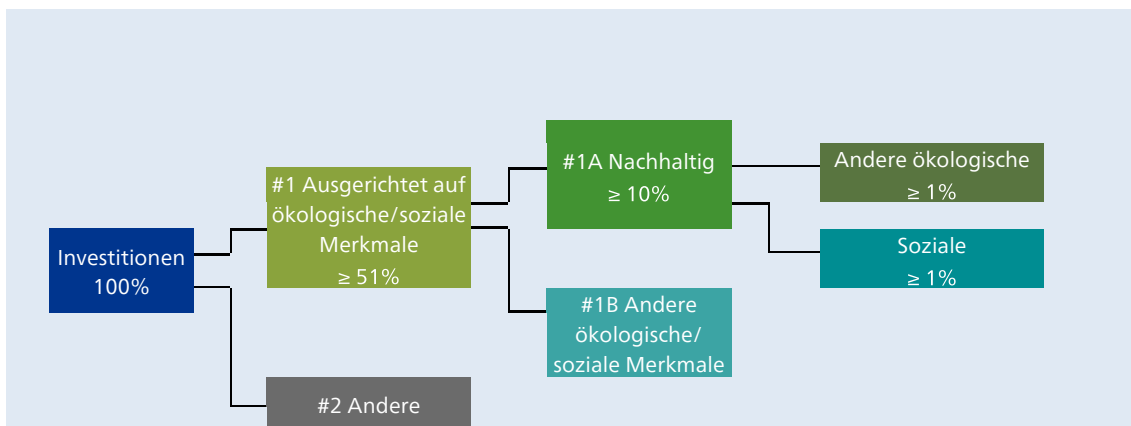 Investitionen
100%
#1 Ausgerichtet auf
ökologische/soziale
Merkmale
≥ 51%
#2 Andere
#1A Nachhaltig
≥ 10%
#1B Andere
ökologische/
soziale Merkmale
Andere ökologische
≥ 1%
Soziale
≥ 1%